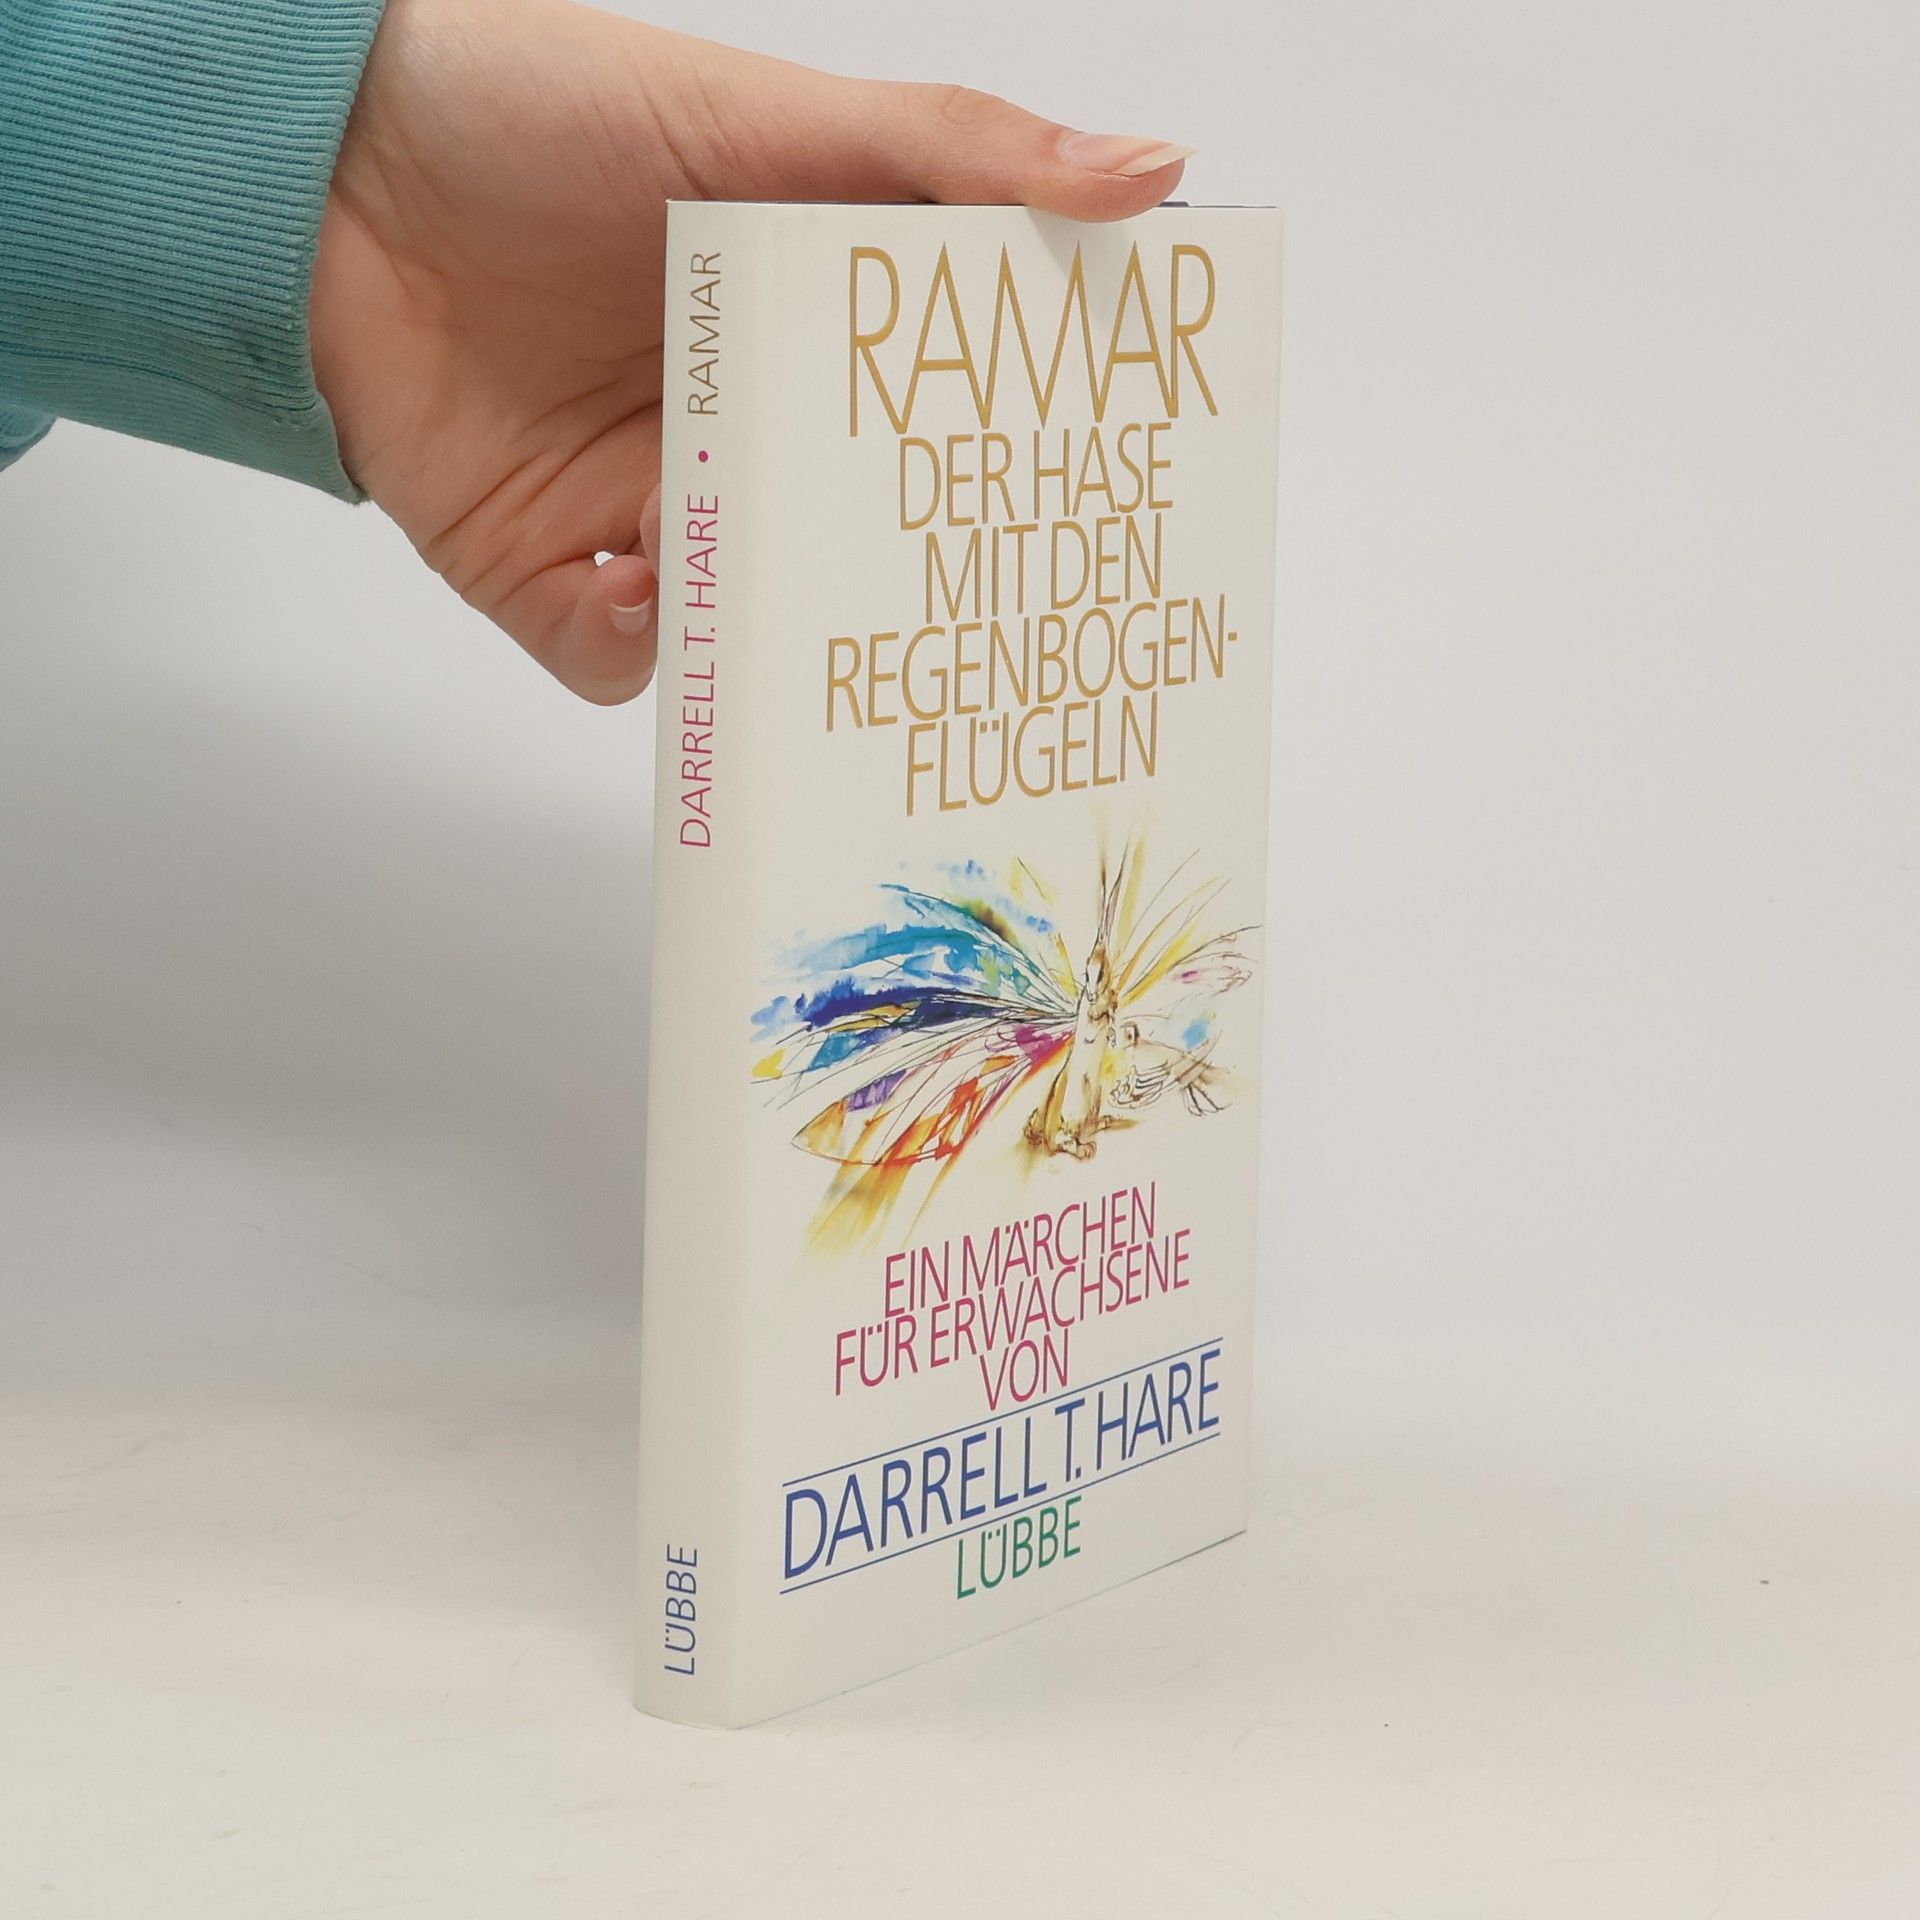 DARRELL T. HARE • RAMAR
LÜBBE
RAMAR
DER HASE
MIT DEN
REGENBOGEN-
FLÜGELN
EIN MÄRCHEN
FÜR ERWACHSENE
VON
DARRELL T. HARE
LÜBBE